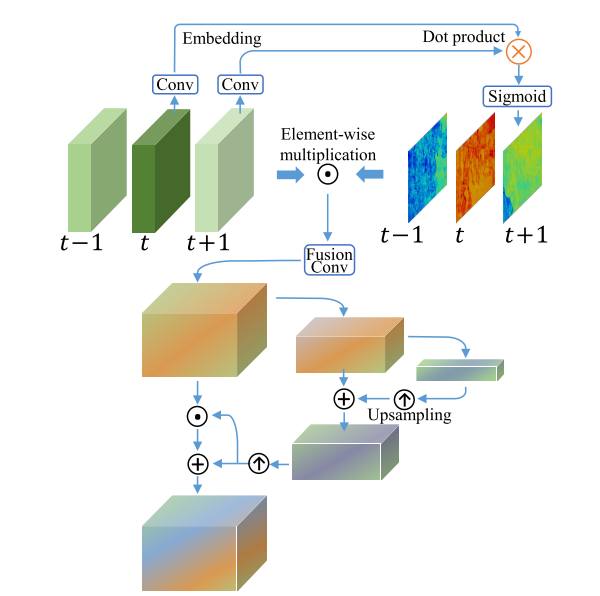 Embedding
Dot product
Conv
Conv
Sigmoid
Element-wise
multiplication
t−1
t
t+1
t−1
t
t+1
Fusion
Conv
Upsampling